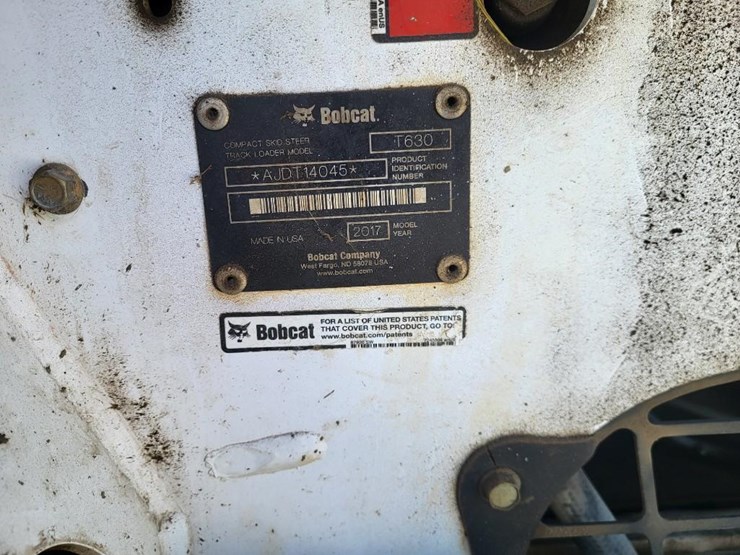 A enUS
Bobcat.
COMPACT SKID STEER
TRACK LOADER MODEL
T630
*AJDT14045*
PRODUCT
IDENTIFICATION
NUMBER
MADE IN USA
2017
MODEL
YEAR
Bobcat Company
West Fargo, ND 58078 USA
www.bobcat.com
Bobcat
FOR A LIST OF UNITED STATES PATENTS
THAT COVER THIS PRODUCT, GO TO:
www.bobcat.com/patents